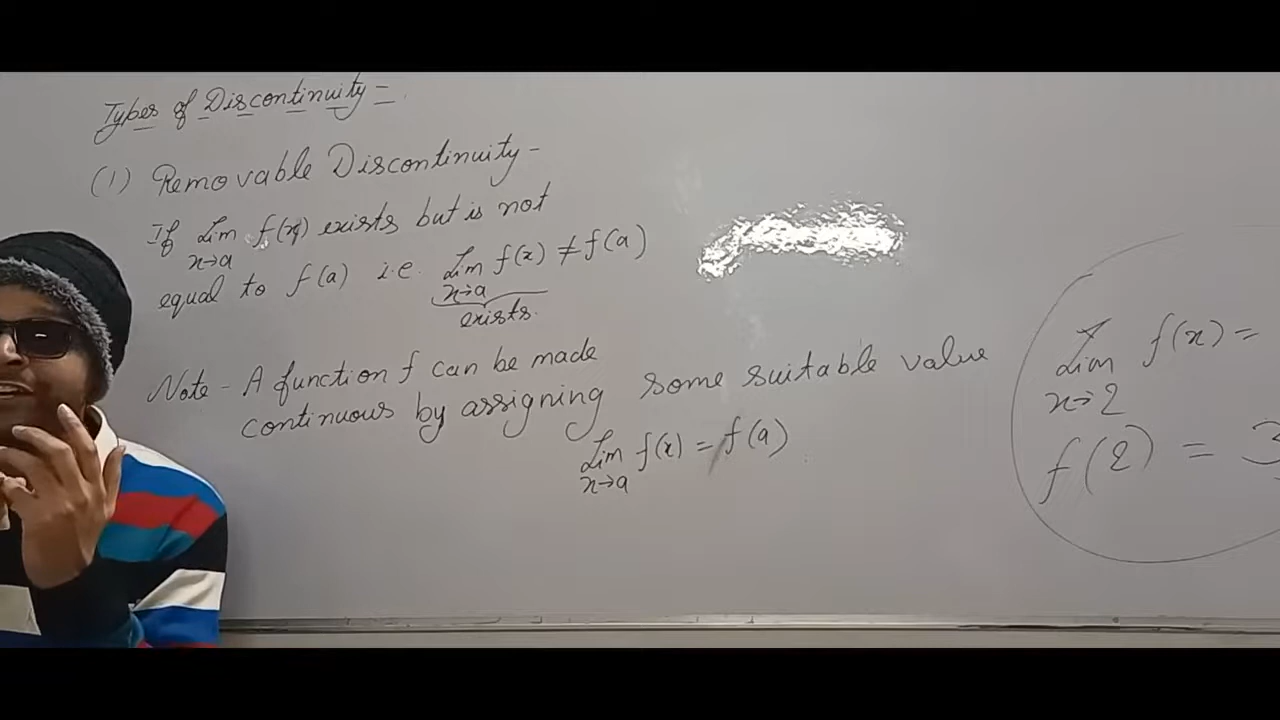 Types of Discontinuity =
(1) Removable Discontinuity -
If Lim f(x) exists but is not
x→a
equal to f(a) i.e. Lim f(x) ≠ f(a)
x→a
exists.
Note - A function f can be made
continuous by assigning some suitable value
Lim f(x) = f(a)
x→a
Lim f(x) =
x→2
f(2) = 3